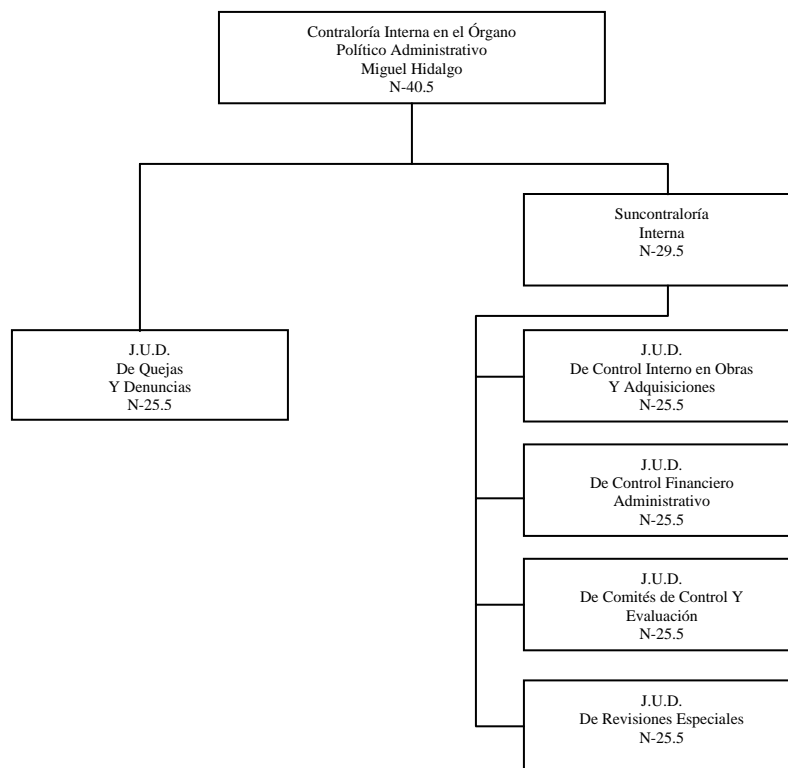 Contraloría Interna en el Órgano
Político Administrativo
Miguel Hidalgo
N-40.5
Suncontraloría
Interna
N-29.5
J.U.D.
De Quejas
Y Denuncias
N-25.5
J.U.D.
De Control Interno en Obras
Y Adquisiciones
N-25.5
J.U.D.
De Control Financiero
Administrativo
N-25.5
J.U.D.
De Comités de Control Y
Evaluación
N-25.5
J.U.D.
De Revisiones Especiales
N-25.5